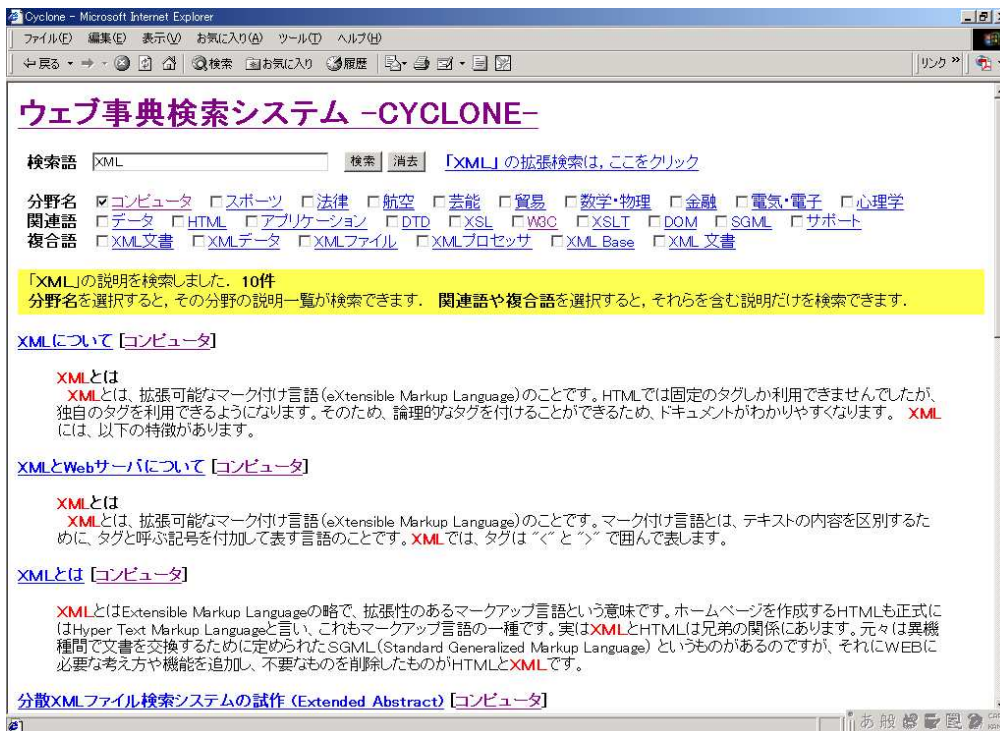 Cyclone - Microsoft Internet Explorer
ファイル(F) 編集(E) 表示(V) お気に入り(A) ツール(T) ヘルプ(H)
戻る 検索 お気に入り 履歴 リンク »
ウェブ事典検索システム -CYCLONE-
検索語 XML 検索 消去 「XML」の拡張検索は, ここをクリック
分野名 コンピュータ スポーツ 法律 航空 芸能 貿易 数学・物理 金融 電気・電子 心理学
関連語 データ HTML アプリケーション DTD XSL W3C XSLT DOM SGML サポート
複合語 XML文書 XMLデータ XMLファイル XMLプロセッサ XML Base XML 文書
「XML」の説明を検索しました. 10件
分野名を選択すると, その分野の説明一覧が検索できます. 関連語や複合語を選択すると, それらを含む説明だけを検索できます.
XMLについて [コンピュータ]
XMLとは
XMLとは、拡張可能なマーク付け言語(eXtensible Markup Language)のことです。HTMLでは固定のタグしか利用できませんでしたが、
独自のタグを利用できるようになります。そのため、論理的なタグを付けることができるため、ドキュメントがわかりやすくなります。 XML
には、以下の特徴があります。
XMLとWebサーバについて [コンピュータ]
XMLとは
XMLとは、拡張可能なマーク付け言語(eXtensible Markup Language)のことです。マーク付け言語とは、テキストの内容を区別するた
めに、タグと呼ぶ記号を付加して表す言語のことです。XMLでは、タグは "<" と ">" で囲んで表します。
XMLとは [コンピュータ]
XMLとはExtensible Markup Languageの略で、拡張性のあるマークアップ言語という意味です。ホームページを作成するHTMLも正式に
はHyper Text Markup Languageと言い、これもマークアップ言語の一種です。実はXMLとHTMLは兄弟の関係にあります。元々は異機
種間で文書を交換するために定められたSGML(Standard Generalized Markup Language) というものがあるのですが、それにWEBに
必要な考え方や機能を追加し、不要なものを削除したものがHTMLとXMLです。
分散XMLファイル検索システムの試作 (Extended Abstract) [コンピュータ]
あ 般